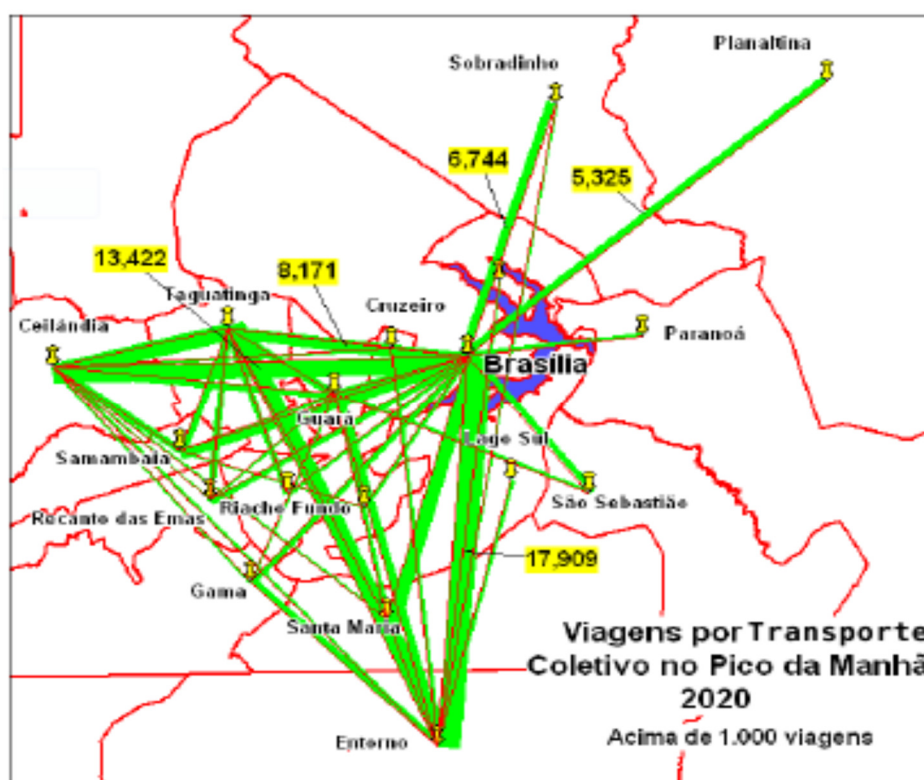 Planaltina
Sobradinho
6,744
5,325
13,422
8,171
Taguatinga
Cruzeiro
Ceilândia
Paranoá
Brasília
Guará
Lago Sul
Samambaia
São Sebastião
Recanto das Emas
Riacho Fundo
17,909
Gama
Santa Maria
Viagens por Transporte
Coletivo no Pico da Manhã
2020
Acima de 1.000 viagens
Entorno